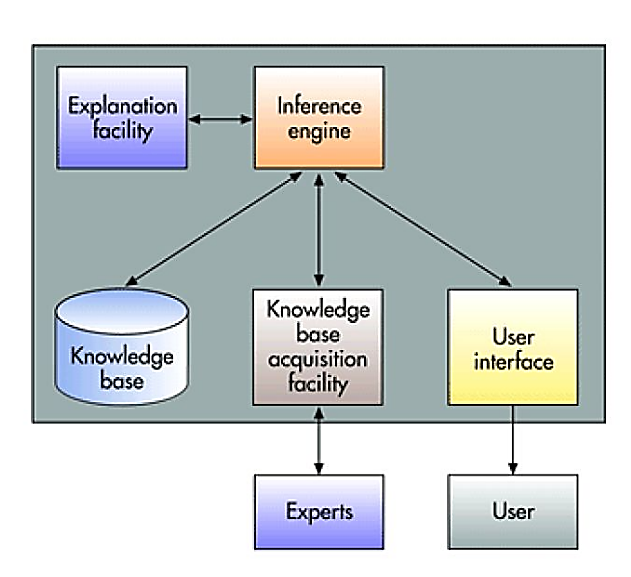 Explanation
facility
Inference
engine
Knowledge
base
Knowledge
base
acquisition
facility
User
interface
Experts
User